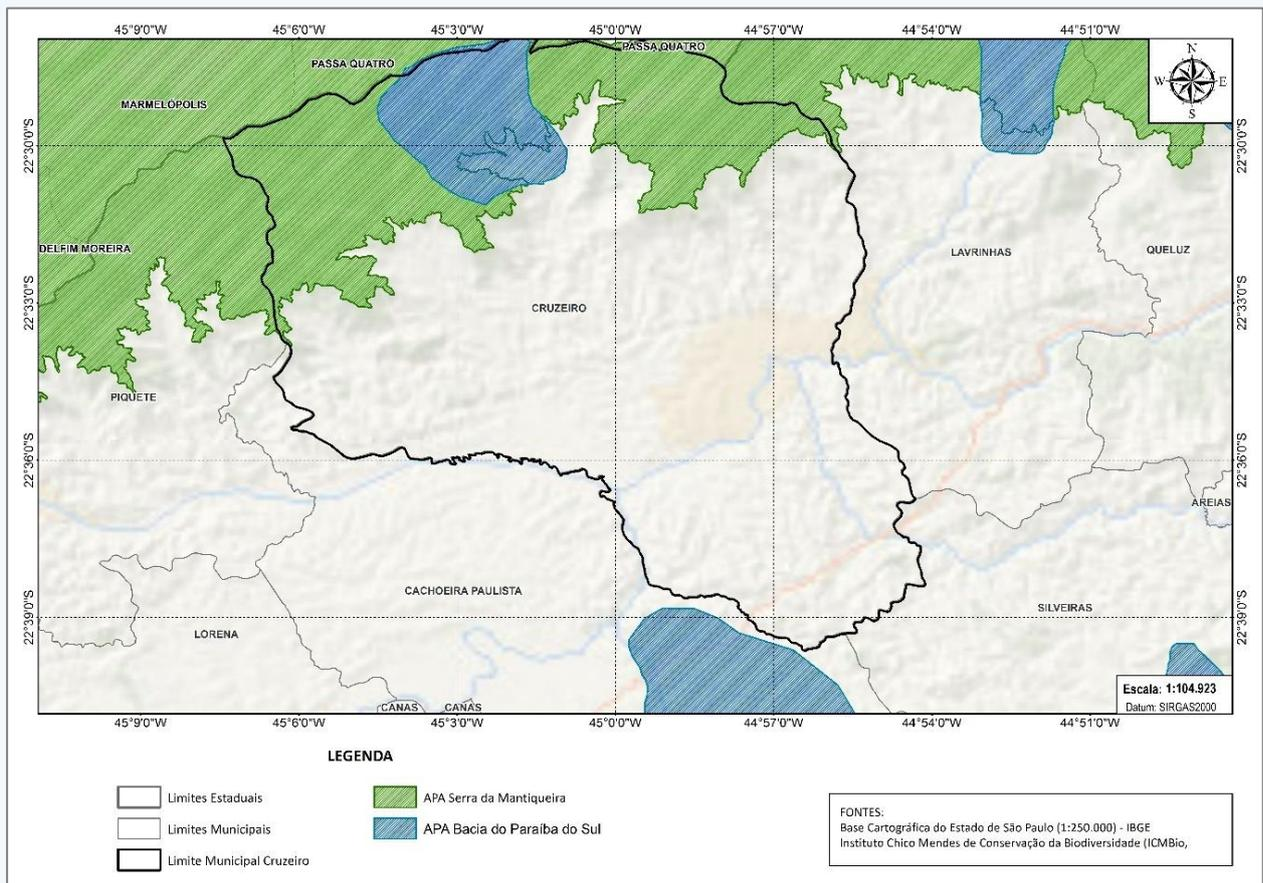 45°9'0"W 45°6'0"W 45°3'0"W 45°0'0"W 44°57'0"W 44°54'0"W 44°51'0"W
PASSA QUATRO
PASSA QUATRO
N
W E
S
MARMELÓPOLIS
22°30'0"S 22°30'0"S
DELFIM MOREIRA
LAVRINHAS
QUELUZ
22°33'0"S 22°33'0"S
CRUZEIRO
PIQUETE
22°36'0"S 22°36'0"S
AREIAS
CACHOEIRA PAULISTA
SILVEIRAS
22°39'0"S 22°39'0"S
LORENA
Escala: 1:104.923
Datum: SIRGAS2000
CANAS CANAS
45°9'0"W 45°6'0"W 45°3'0"W 45°0'0"W 44°57'0"W 44°54'0"W 44°51'0"W
LEGENDA
Limites Estaduais
Limites Municipais
Limite Municipal Cruzeiro
APA Serra da Mantiqueira
APA Bacia do Paraíba do Sul
FONTES:
Base Cartográfica do Estado de São Paulo (1:250.000) - IBGE
Instituto Chico Mendes de Conservação da Biodiversidade (ICMBio,